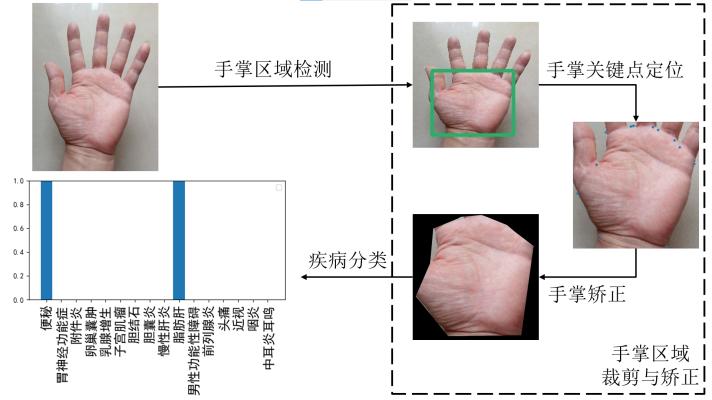 手掌区域检测
手掌关键点定位
手掌矫正
手掌区域
裁剪与矫正
疾病分类
1.0
0.8
0.6
0.4
0.2
0.0
便秘
胃神经功能症
附件炎
卵巢囊肿
乳腺增生
子宫肌瘤
胆结石
胆囊炎
慢性肝炎
脂肪肝
男性功能性障碍
前列腺炎
头痛
近视
咽炎
中耳炎耳鸣